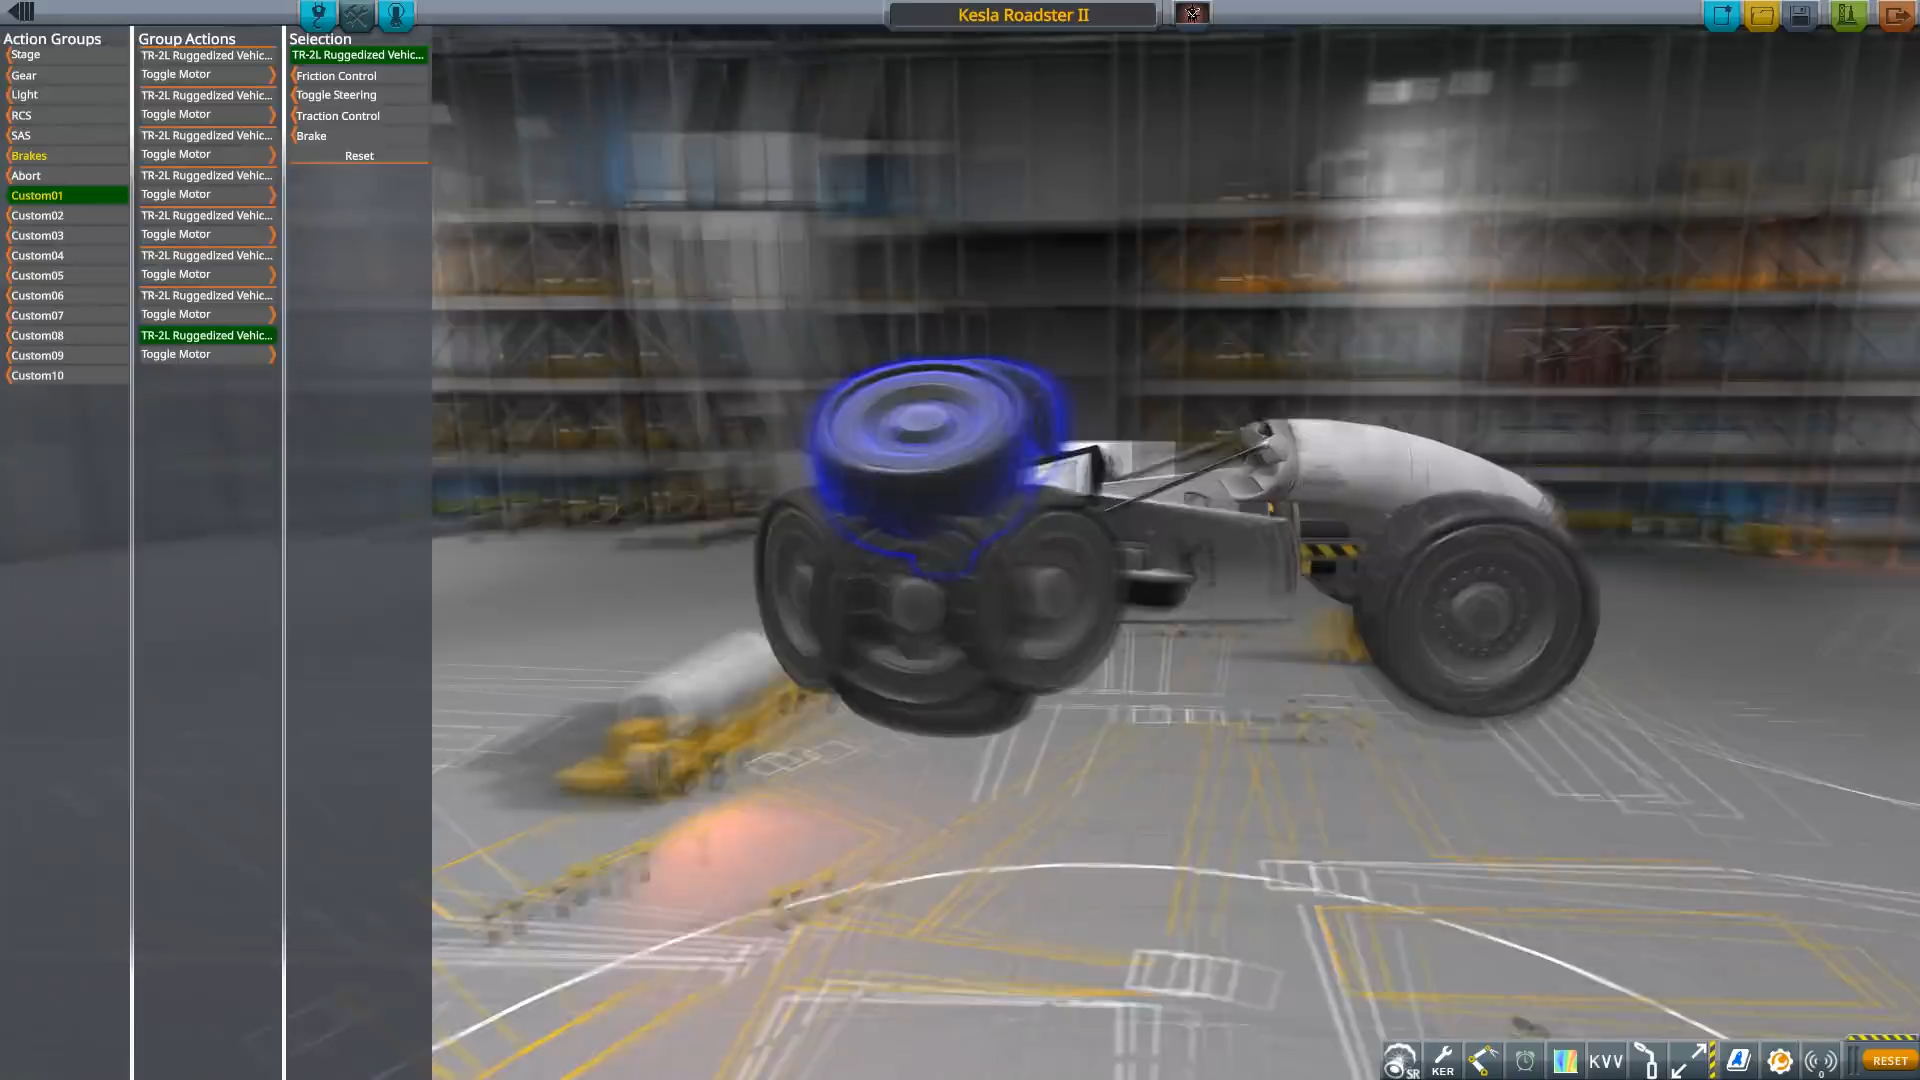 Kesla Roadster II
Action Groups
Stage
Gear
Light
RCS
SAS
Brakes
Abort
Custom01
Custom02
Custom03
Custom04
Custom05
Custom06
Custom07
Custom08
Custom09
Custom10
Group Actions
TR-2L Ruggedized Vehic...
Toggle Motor
TR-2L Ruggedized Vehic...
Toggle Motor
TR-2L Ruggedized Vehic...
Toggle Motor
TR-2L Ruggedized Vehic...
Toggle Motor
TR-2L Ruggedized Vehic...
Toggle Motor
TR-2L Ruggedized Vehic...
Toggle Motor
TR-2L Ruggedized Vehic...
Toggle Motor
TR-2L Ruggedized Vehic...
Toggle Motor
Selection
TR-2L Ruggedized Vehic...
Friction Control
Toggle Steering
Traction Control
Brake
Reset
SR
KER
KVV
0
RESET